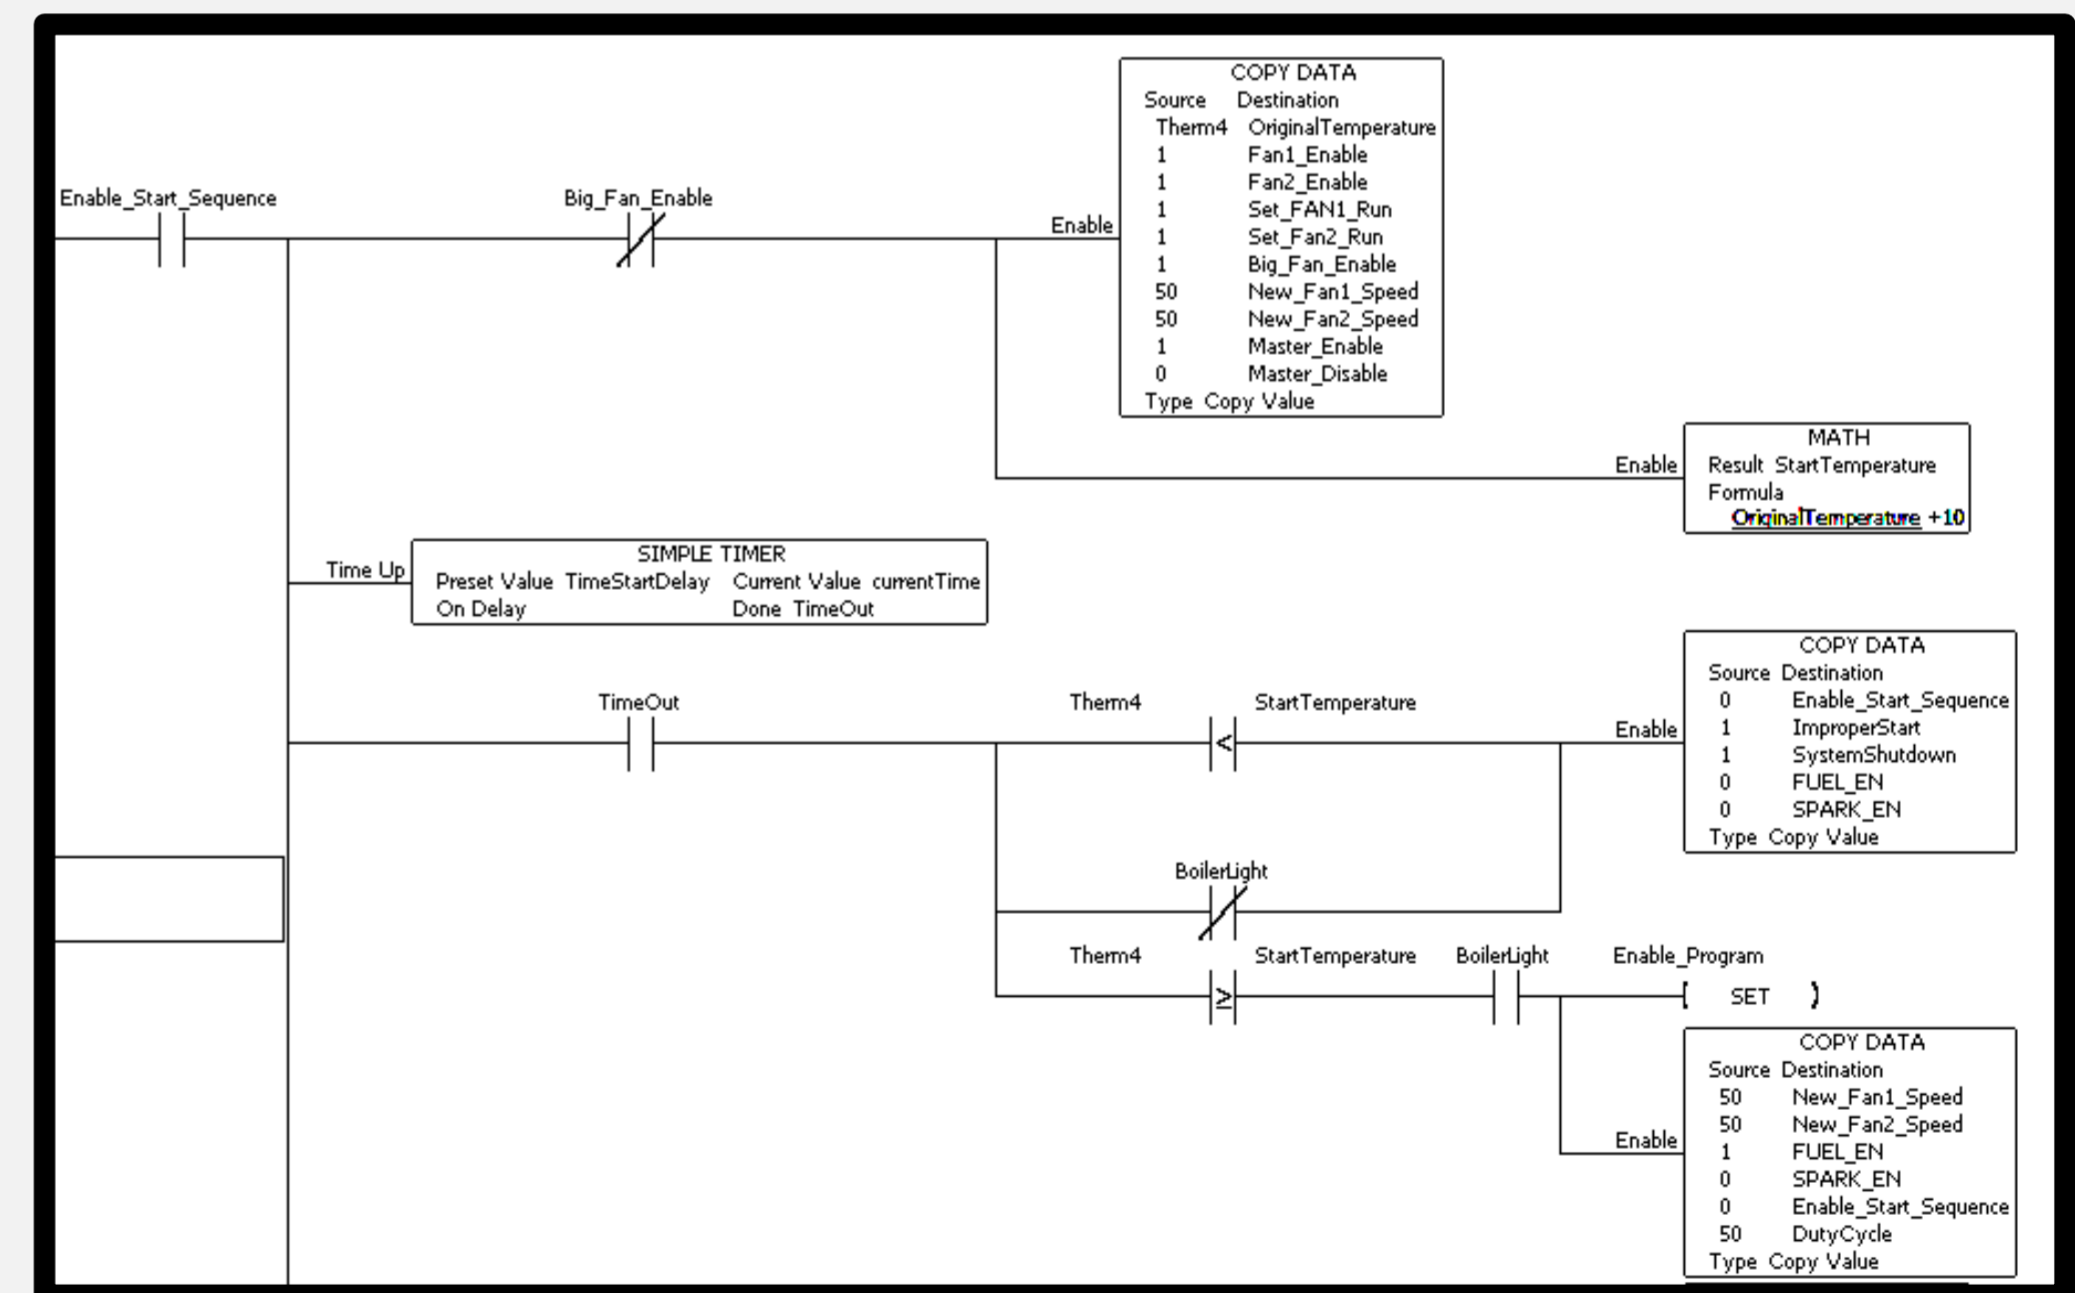 COPY DATA
Source Destination
Therm4 OriginalTemperature
1 Fan1_Enable
1 Fan2_Enable
1 Set_FAN1_Run
1 Set_Fan2_Run
1 Big_Fan_Enable
50 New_Fan1_Speed
50 New_Fan2_Speed
1 Master_Enable
0 Master_Disable
Type Copy Value
Enable_Start_Sequence
Big_Fan_Enable
Enable
MATH
Enable
Result StartTemperature
Formula
OriginalTemperature +10
SIMPLE TIMER
Time Up
Preset Value TimeStartDelay Current Value currentTime
On Delay Done TimeOut
COPY DATA
Source Destination
0 Enable_Start_Sequence
1 ImproperStart
1 SystemShutdown
0 FUEL_EN
0 SPARK_EN
Type Copy Value
TimeOut
Therm4 StartTemperature
<
Enable
BoilerLight
Therm4 StartTemperature BoilerLight Enable_Program
≥ SET
COPY DATA
Source Destination
50 New_Fan1_Speed
50 New_Fan2_Speed
1 FUEL_EN
0 SPARK_EN
0 Enable_Start_Sequence
50 DutyCycle
Type Copy Value
Enable